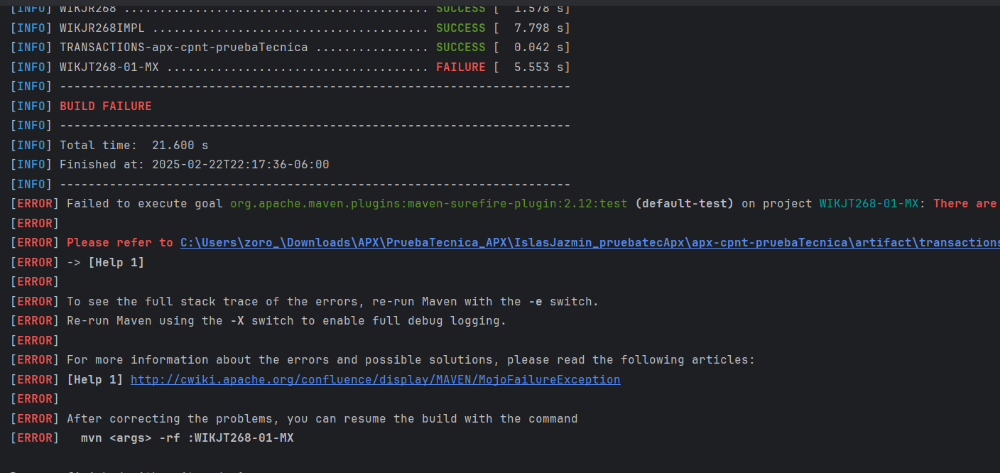 [INFO] WIKJR268 ........................................... SUCCESS [  1.578 s]
[INFO] WIKJR268IMPL ....................................... SUCCESS [  7.798 s]
[INFO] TRANSACTIONS-apx-cpnt-pruebaTecnica ................ SUCCESS [  0.042 s]
[INFO] WIKJT268-01-MX ..................................... FAILURE [  5.553 s]
[INFO] ------------------------------------------------------------------------
[INFO] BUILD FAILURE
[INFO] ------------------------------------------------------------------------
[INFO] Total time:  21.600 s
[INFO] Finished at: 2025-02-22T22:17:36-06:00
[INFO] ------------------------------------------------------------------------
[ERROR] Failed to execute goal org.apache.maven.plugins:maven-surefire-plugin:2.12:test (default-test) on project WIKJT268-01-MX: There are
[ERROR]
[ERROR] Please refer to C:\Users\zoro_\Downloads\APX\PruebaTecnica_APX\IslasJazmin_pruebatecApx\apx-cpnt-pruebaTecnica\artifact\transactions
[ERROR] -> [Help 1]
[ERROR]
[ERROR] To see the full stack trace of the errors, re-run Maven with the -e switch.
[ERROR] Re-run Maven using the -X switch to enable full debug logging.
[ERROR]
[ERROR] For more information about the errors and possible solutions, please read the following articles:
[ERROR] [Help 1] http://cwiki.apache.org/confluence/display/MAVEN/MojoFailureException
[ERROR]
[ERROR] After correcting the problems, you can resume the build with the command
[ERROR]   mvn <args> -rf :WIKJT268-01-MX